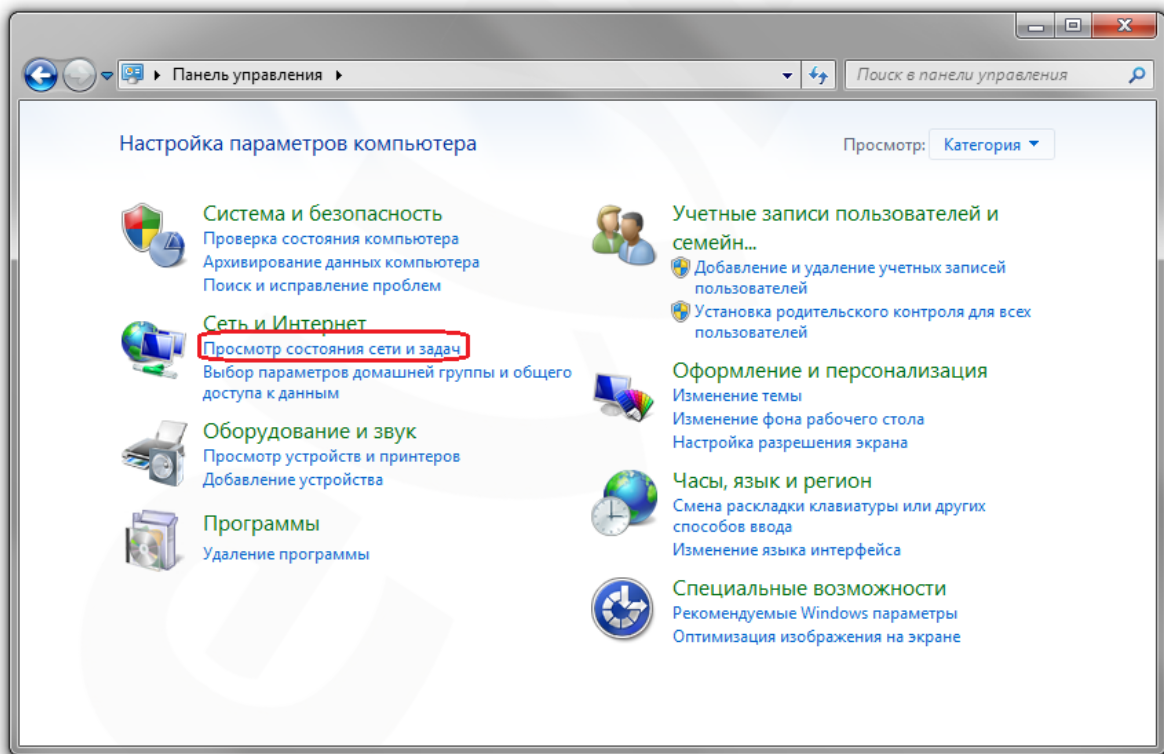 Панель управления
Поиск в панели управления
Настройка параметров компьютера
Просмотр: Категория
Система и безопасность
Проверка состояния компьютера
Архивирование данных компьютера
Поиск и исправление проблем
Сеть и Интернет
Просмотр состояния сети и задач
Выбор параметров домашней группы и общего
доступа к данным
Оборудование и звук
Просмотр устройств и принтеров
Добавление устройства
Программы
Удаление программы
Учетные записи пользователей и
семейн...
Добавление и удаление учетных записей
пользователей
Установка родительского контроля для всех
пользователей
Оформление и персонализация
Изменение темы
Изменение фона рабочего стола
Настройка разрешения экрана
Часы, язык и регион
Смена раскладки клавиатуры или других
способов ввода
Изменение языка интерфейса
Специальные возможности
Рекомендуемые Windows параметры
Оптимизация изображения на экране